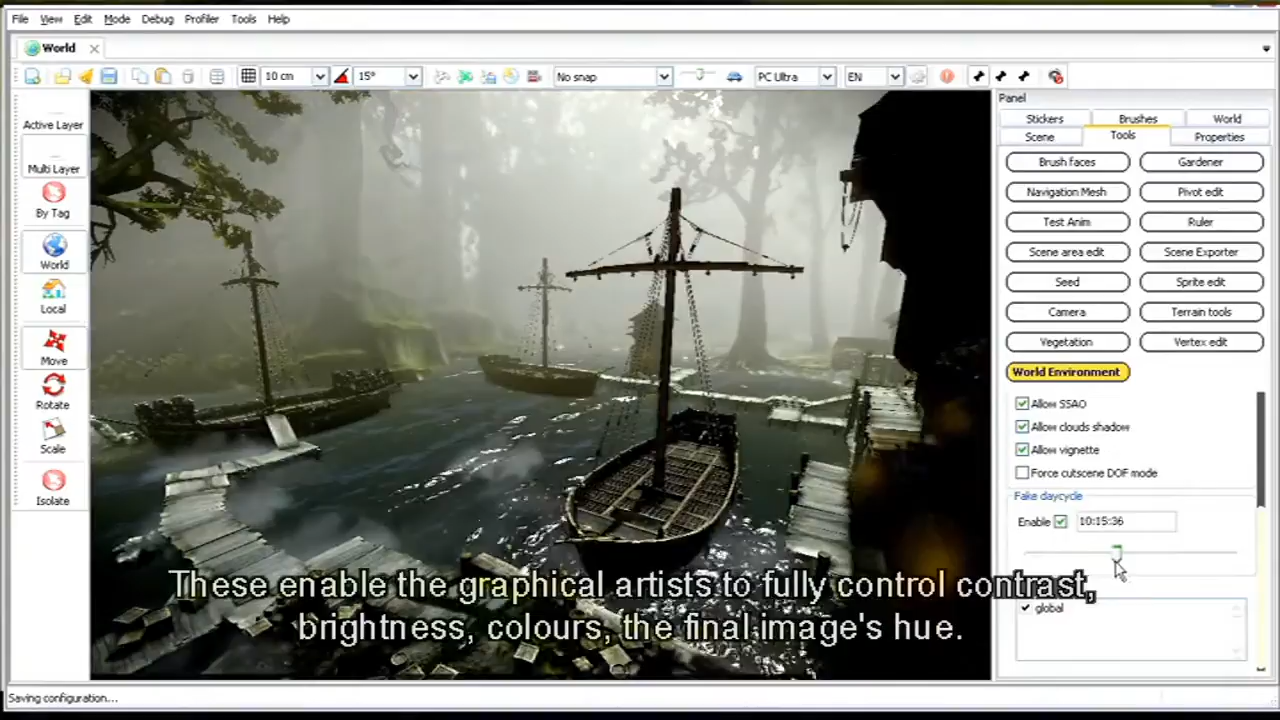 File View Edit Mode Debug Profiler Tools Help
World
10 cm 15° No snap PC Ultra EN
Active Layer
Multi Layer
By Tag
World
Local
Move
Rotate
Scale
Isolate
Panel
Stickers Brushes World
Scene Tools Properties
Brush faces Gardener
Navigation Mesh Pivot edit
Test Anim Ruler
Scene area edit Scene Exporter
Seed Sprite edit
Camera Terrain tools
Vegetation Vertex edit
World Environment
Allow SSAO
Allow clouds shadow
Allow vignette
Force cutscene DOF mode
Fake daycycle
Enable 10:15:36
global
These enable the graphical artists to fully control contrast,
brightness, colours, the final image's hue.
Saving configuration...